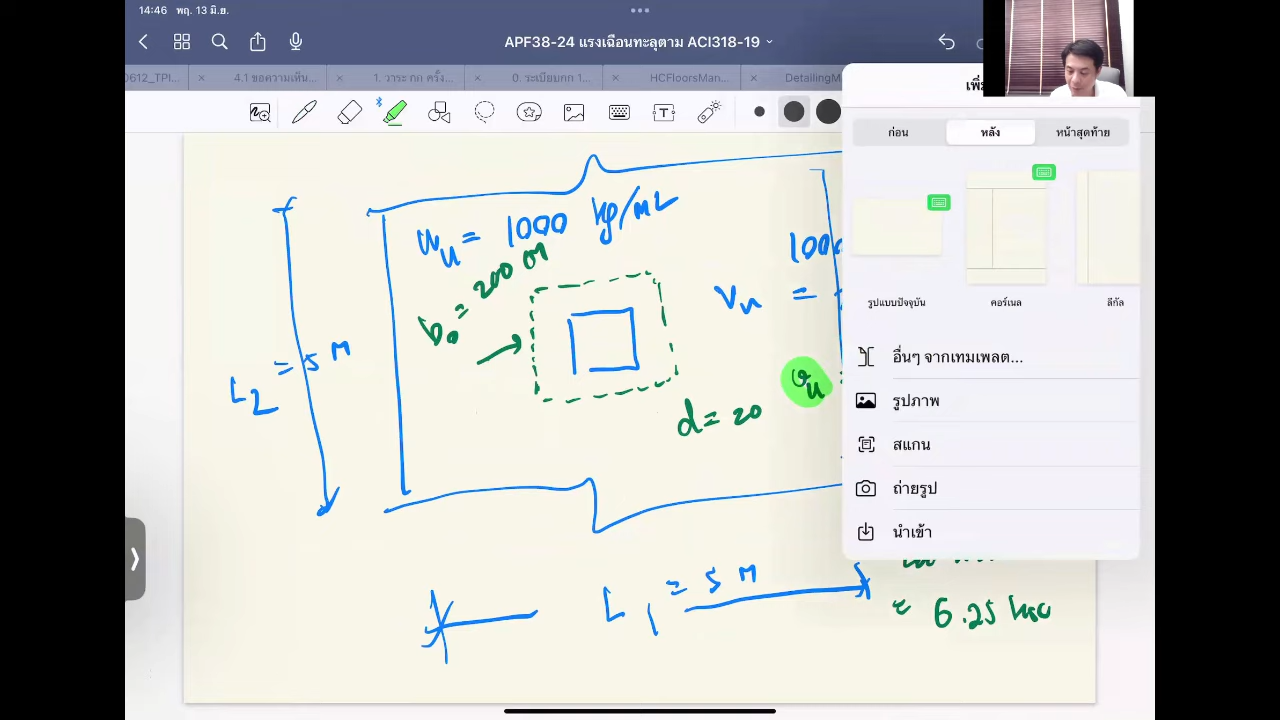 14:46 พฤ. 13 มิ.ย.
APF38-24 แรงเฉือนทะลุตาม ACI318-19
0612_TPI...
4.1 ขอความเห็น...
1. วาระ กก ครั้ง...
0. ระเบียบกก 1...
HCFloorsMan...
DetailingM
เพิ่ม
ก่อน
หลัง
หน้าสุดท้าย
รูปแบบปัจจุบัน
คอร์เนล
ลีกัล
อื่นๆ จากเทมเพลต...
รูปภาพ
สแกน
ถ่ายรูป
นำเข้า
Wu = 1000 kg/m2
b0 = 200 cm
1000
Vu =
L2 = 5 M
vu =
d = 20
L1 = 5 M
≈ 6.25 ksc